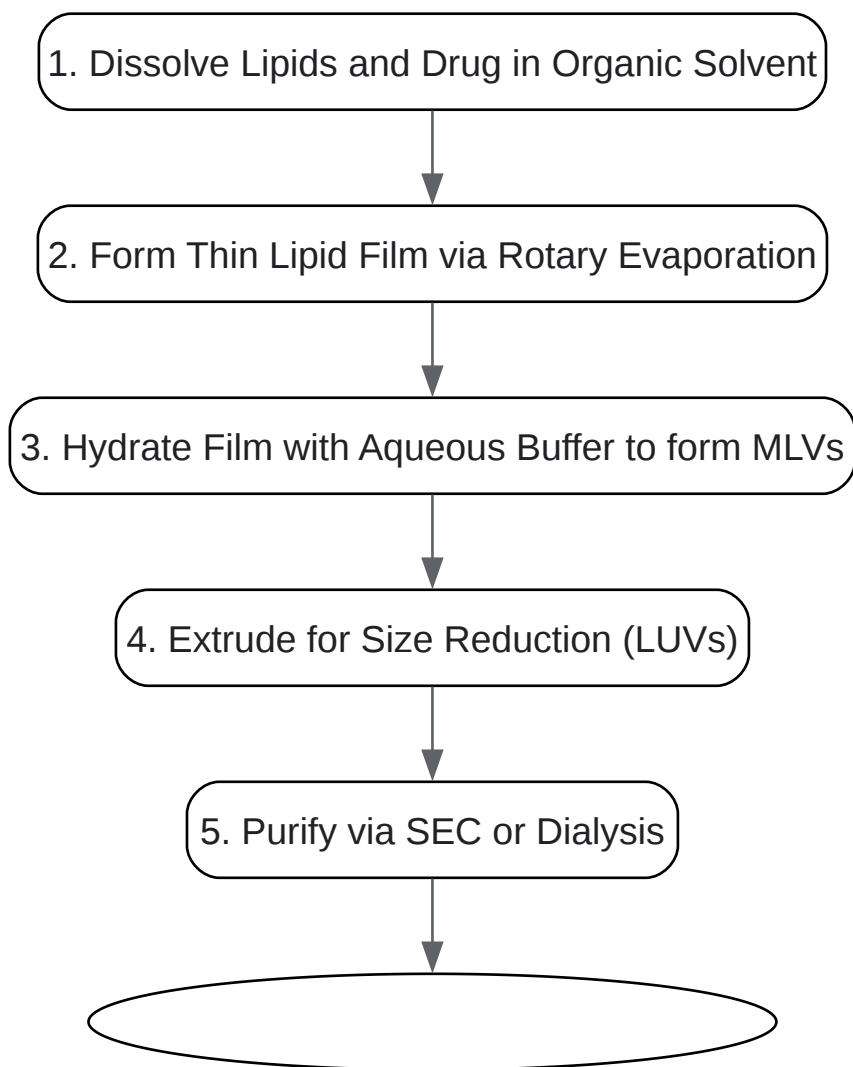 1. Dissolve Lipids and Drug in Organic Solvent
2. Form Thin Lipid Film via Rotary Evaporation
3. Hydrate Film with Aqueous Buffer to form MLVs
4. Extrude for Size Reduction (LUVs)
5. Purify via SEC or Dialysis